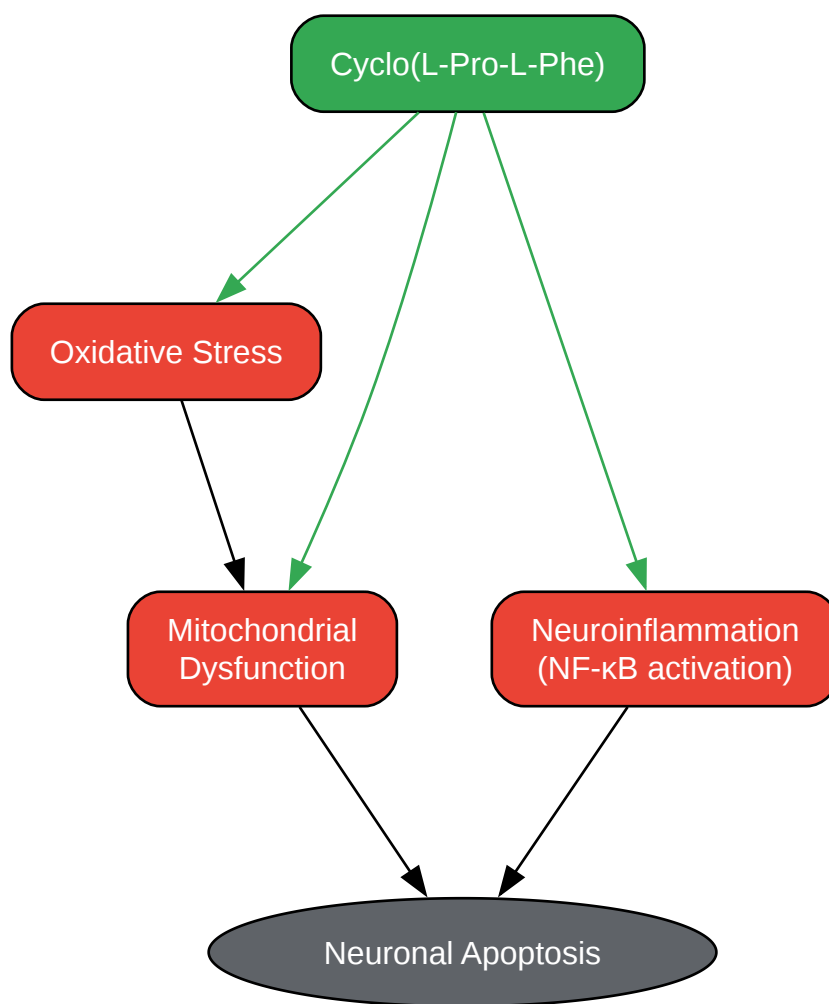 Cyclo(L-Pro-L-Phe)
Oxidative Stress
Mitochondrial
Dysfunction
Neuroinflammation
(NF-κB activation)
Neuronal Apoptosis